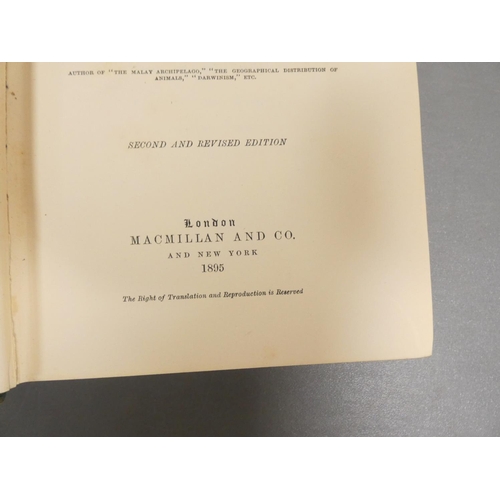 AUTHOR OF "THE MALAY ARCHIPELAGO," "THE GEOGRAPHICAL DISTRIBUTION OF
ANIMALS," "DARWINISM," ETC.
SECOND AND REVISED EDITION
London
MACMILLAN AND CO.
AND NEW YORK
1895
The Right of Translation and Reproduction is Reserved